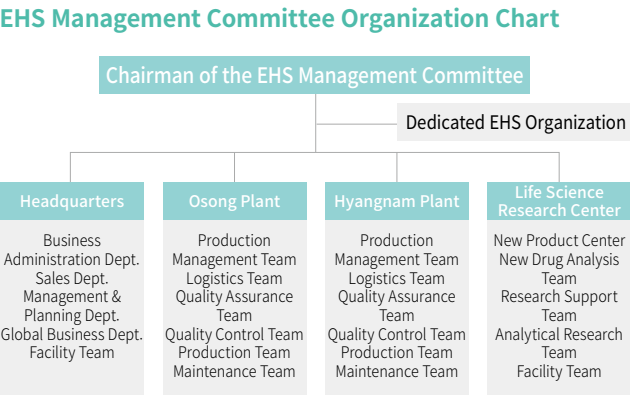 EHS Management Committee Organization Chart
Chairman of the EHS Management Committee
Dedicated EHS Organization
Headquarters
Business
Administration Dept.
Sales Dept.
Management &
Planning Dept.
Global Business Dept.
Facility Team
Osong Plant
Production
Management Team
Logistics Team
Quality Assurance
Team
Quality Control Team
Production Team
Maintenance Team
Hyangnam Plant
Production
Management Team
Logistics Team
Quality Assurance
Team
Quality Control Team
Production Team
Maintenance Team
Life Science
Research Center
New Product Center
New Drug Analysis
Team
Research Support
Team
Analytical Research
Team
Facility Team